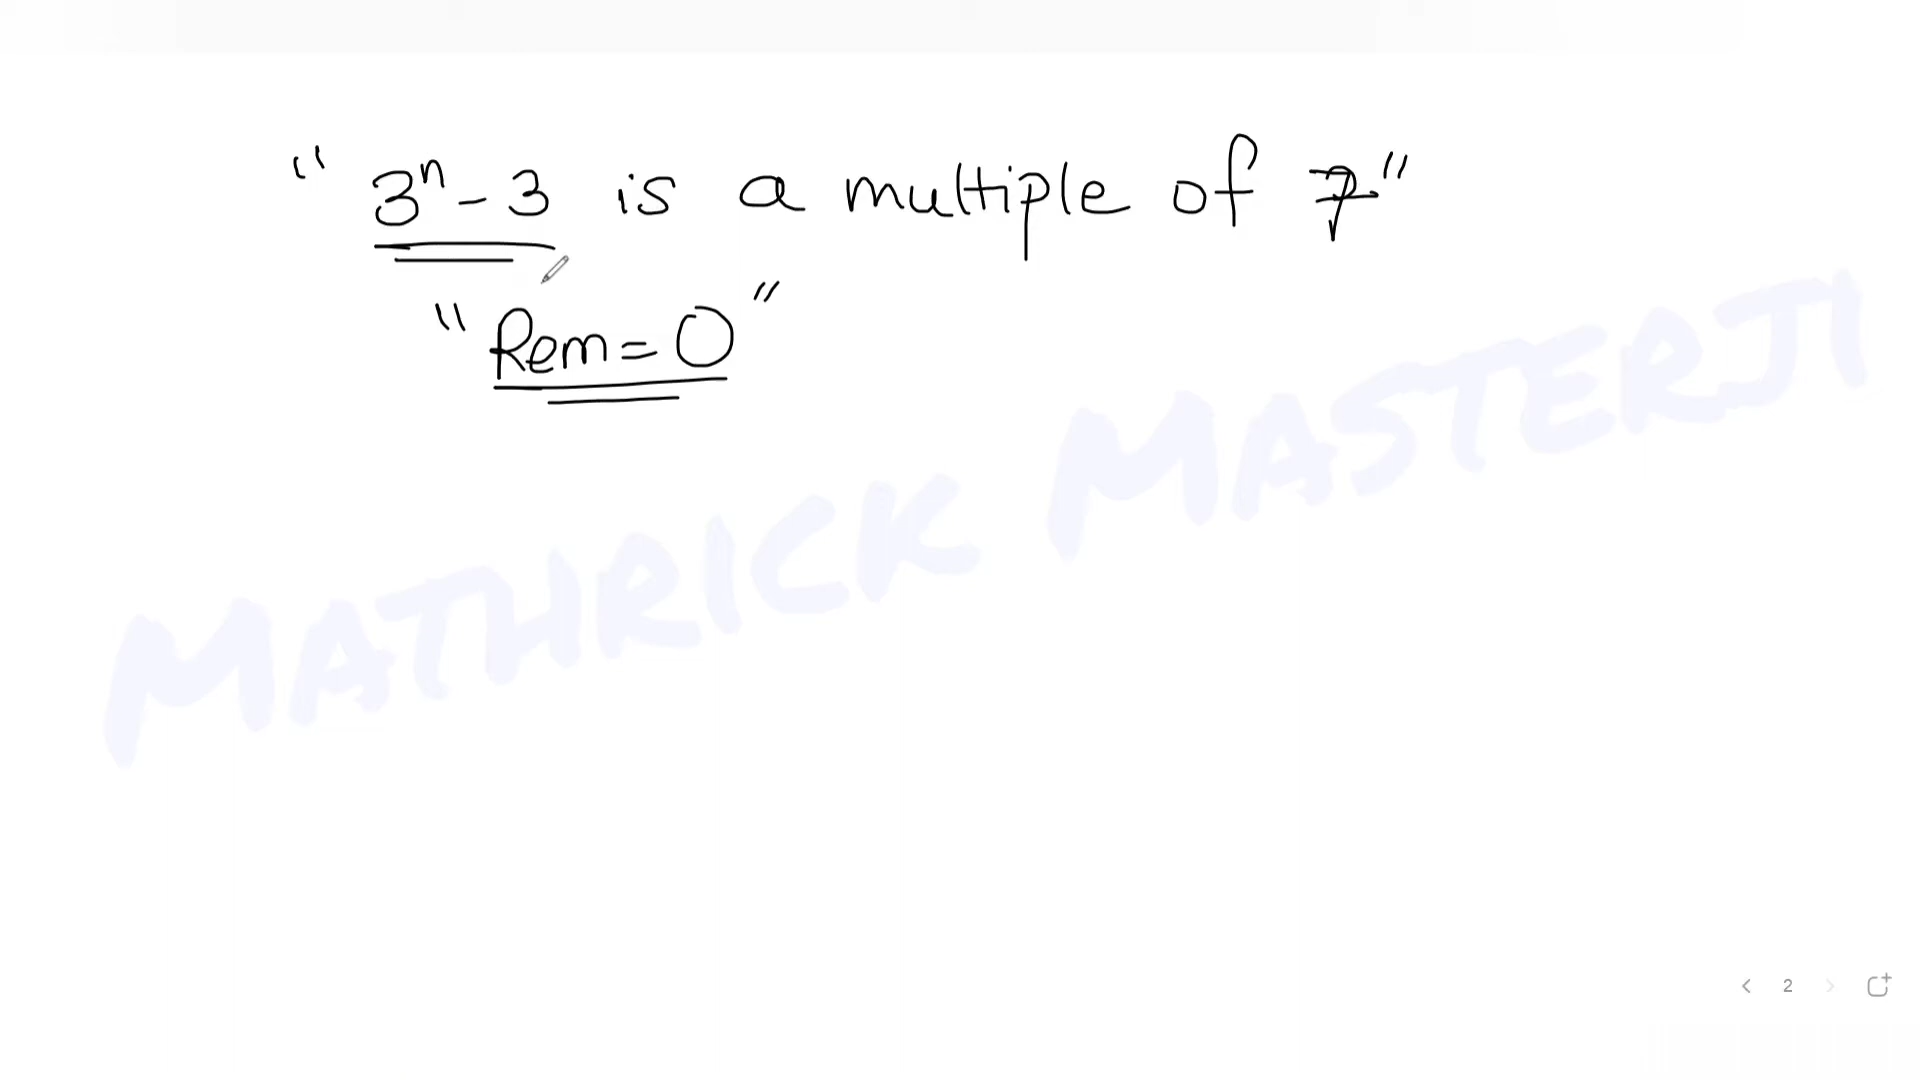 "3ⁿ - 3 is a multiple of 7"
"Rem = 0"
MATHRICK MASTERJI
2